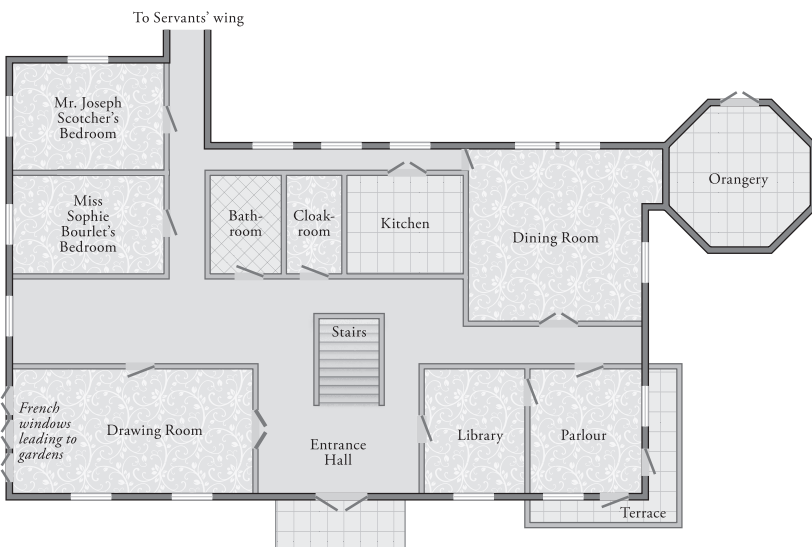 To Servants’ wing
Mr. Joseph
Scotcher’s
Bedroom
Miss
Sophie
Bourlet’s
Bedroom
Bath-
room
Cloak-
room
Kitchen
Dining Room
Orangery
Stairs
French
windows
leading to
gardens
Drawing Room
Entrance
Hall
Library
Parlour
Terrace